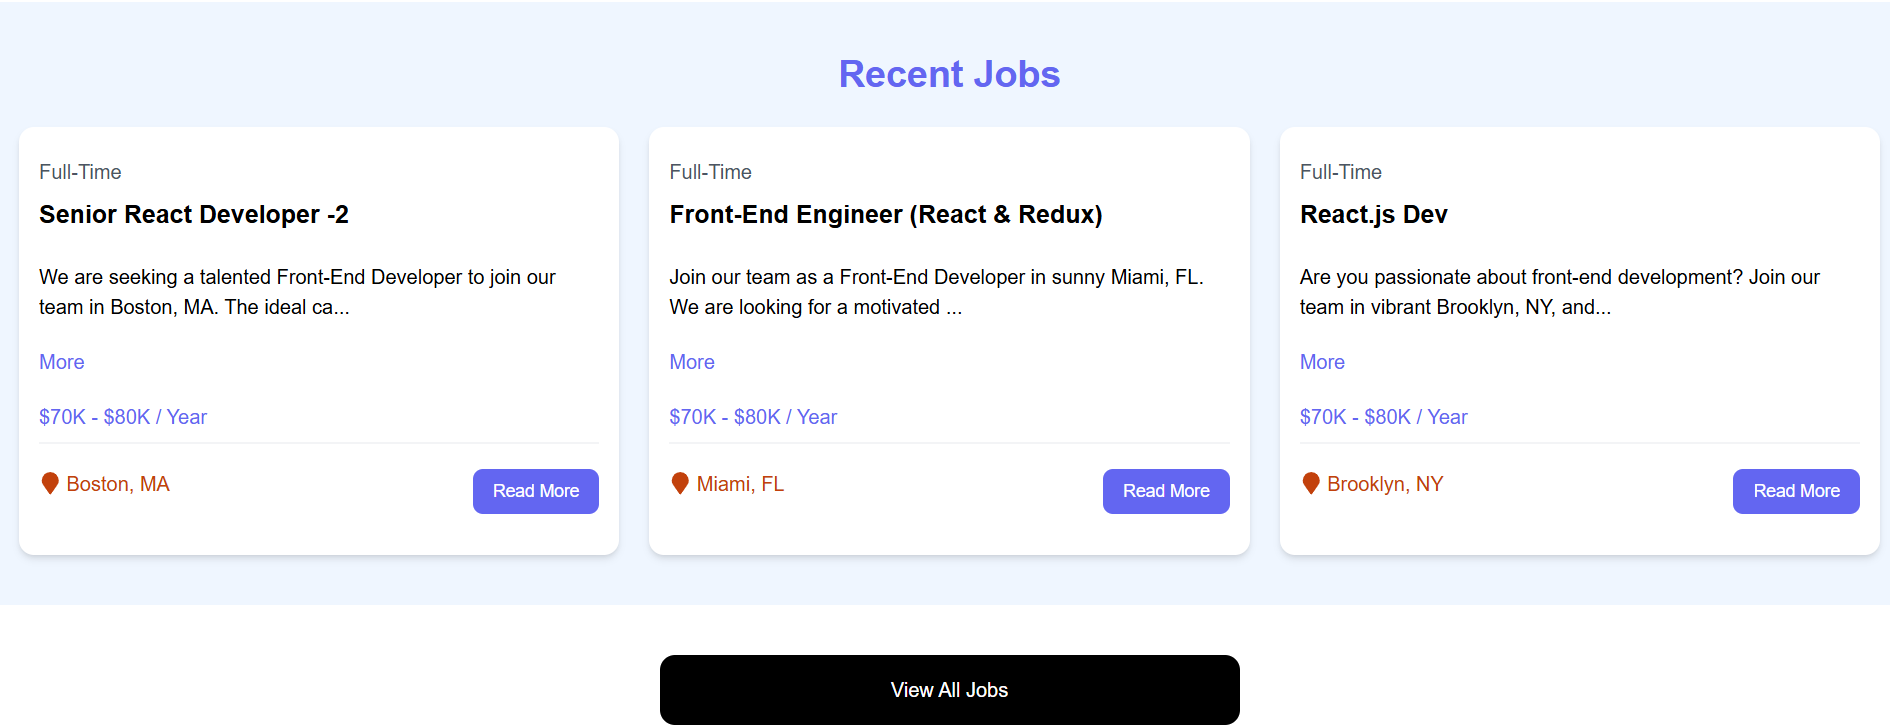 Recent Jobs
Full-Time
Senior React Developer -2
We are seeking a talented Front-End Developer to join our
team in Boston, MA. The ideal ca...
More
$70K - $80K / Year
Boston, MA
Read More
Full-Time
Front-End Engineer (React & Redux)
Join our team as a Front-End Developer in sunny Miami, FL.
We are looking for a motivated ...
More
$70K - $80K / Year
Miami, FL
Read More
Full-Time
React.js Dev
Are you passionate about front-end development? Join our
team in vibrant Brooklyn, NY, and...
More
$70K - $80K / Year
Brooklyn, NY
Read More
View All Jobs